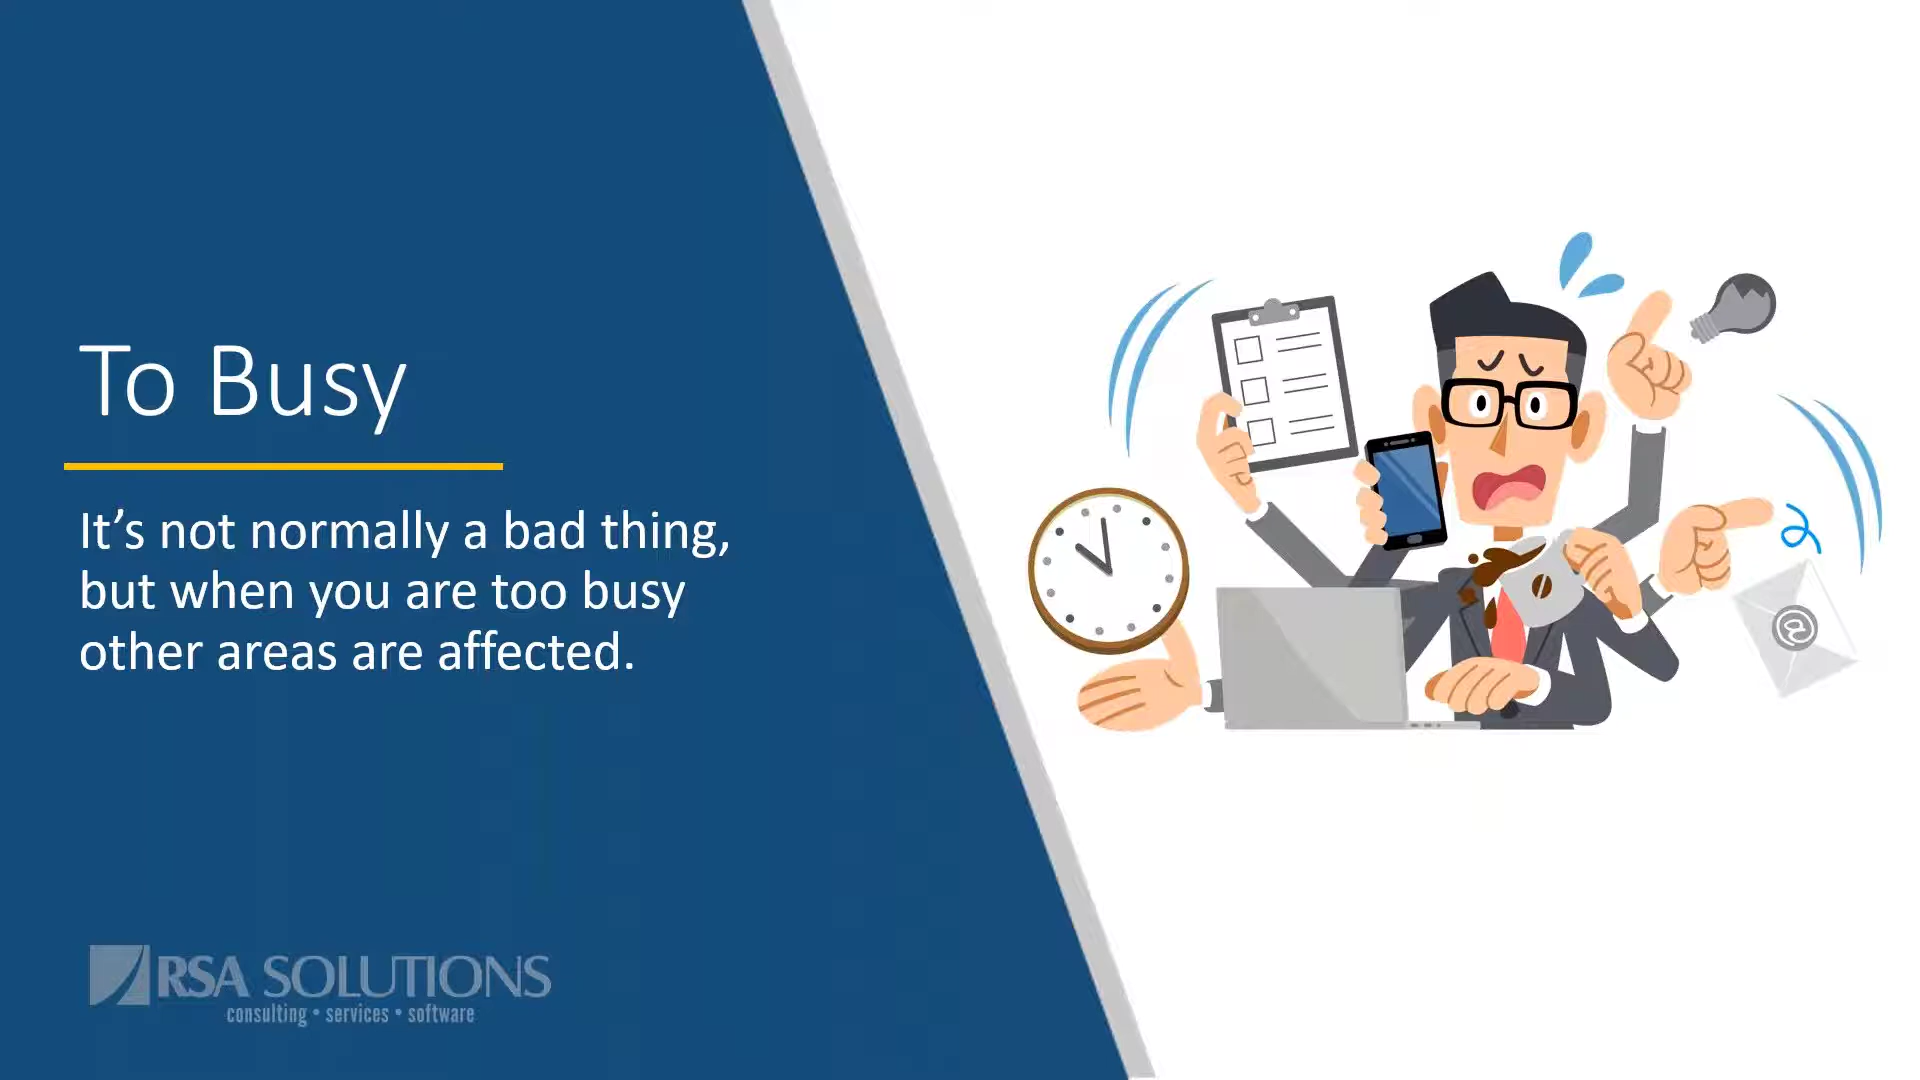 To Busy
It’s not normally a bad thing,
but when you are too busy
other areas are affected.
RSA SOLUTIONS
consulting • services • software
@